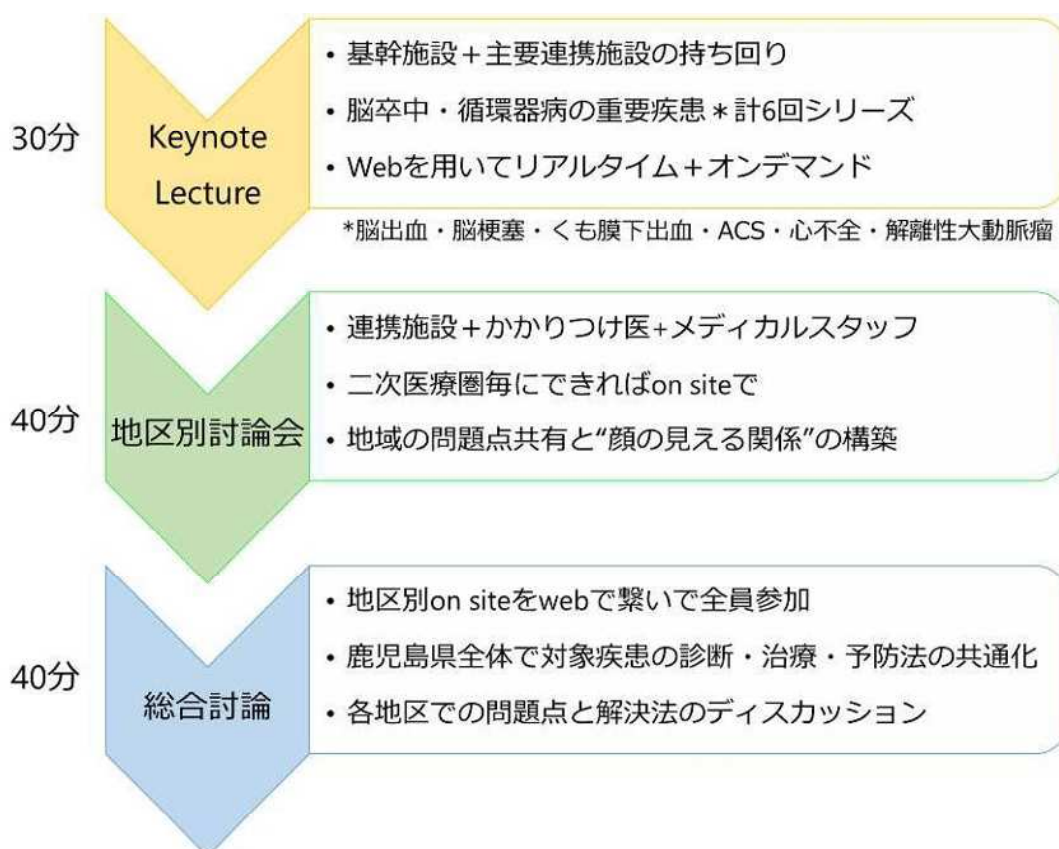 30分
Keynote
Lecture
• 基幹施設＋主要連携施設の持ち回り
• 脳卒中・循環器病の重要疾患＊計6回シリーズ
• Webを用いてリアルタイム＋オンデマンド
*脳出血・脳梗塞・くも膜下出血・ACS・心不全・解離性大動脈瘤
40分
地区別討論会
• 連携施設＋かかりつけ医+メディカルスタッフ
• 二次医療圏毎にできればon siteで
• 地域の問題点共有と“顔の見える関係”の構築
40分
総合討論
• 地区別on siteをwebで繋いで全員参加
• 鹿児島県全体で対象疾患の診断・治療・予防法の共通化
• 各地区での問題点と解決法のディスカッション